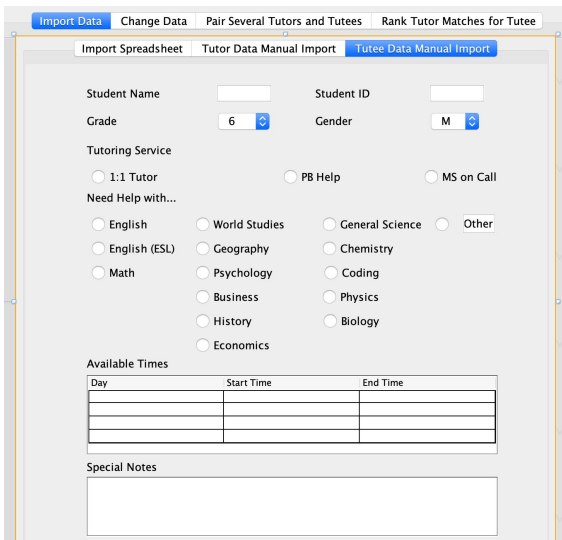 Import Data Change Data Pair Several Tutors and Tutees Rank Tutor Matches for Tutee
Import Spreadsheet Tutor Data Manual Import Tutee Data Manual Import
Student Name Student ID
Grade 6 Gender M
Tutoring Service
1:1 Tutor PB Help MS on Call
Need Help with...
English World Studies General Science Other
English (ESL) Geography Chemistry
Math Psychology Coding
Business Physics
History Biology
Economics
Available Times
Day Start Time End Time
Special Notes